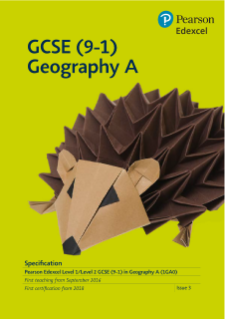 Pearson
Edexcel
GCSE (9-1)
Geography A
Specification
Pearson Edexcel Level 1/Level 2 GCSE (9-1) in Geography A (1GA0)
First teaching from September 2016
First certification from 2018
Issue 3